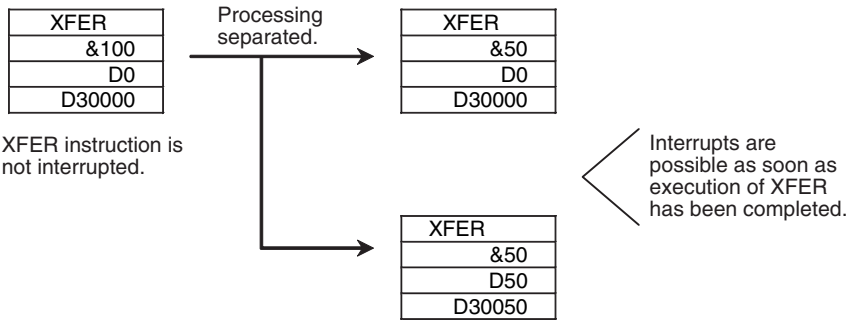 XFER
&100
D0
D30000
XFER instruction is
not interrupted.
Processing
separated.
XFER
&50
D0
D30000
XFER
&50
D50
D30050
Interrupts are
possible as soon as
execution of XFER
has been completed.